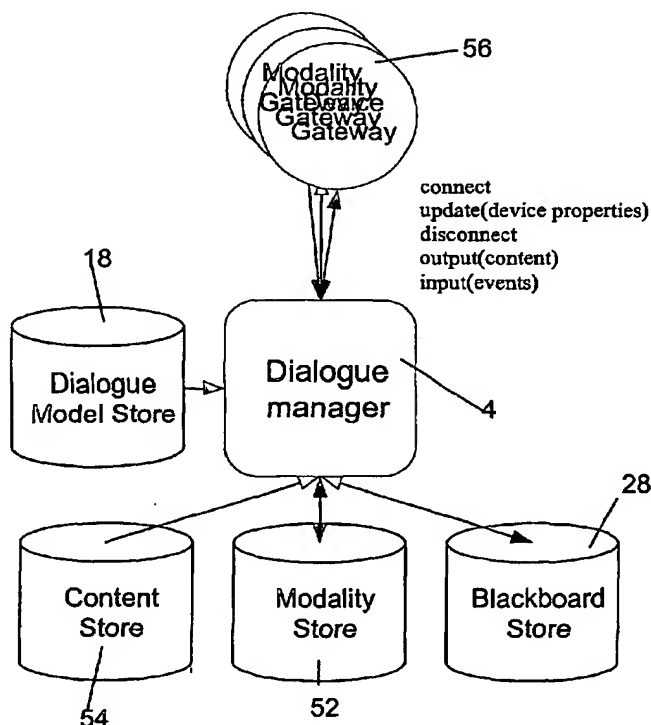 56
Modality
Modality
Gateway
Device
Gateway
Gateway
connect
update(device properties)
disconnect
output(content)
input(events)
18
Dialogue
Model Store
Dialogue
manager
4
28
Content
Store
Modality
Store
Blackboard
Store
54
52